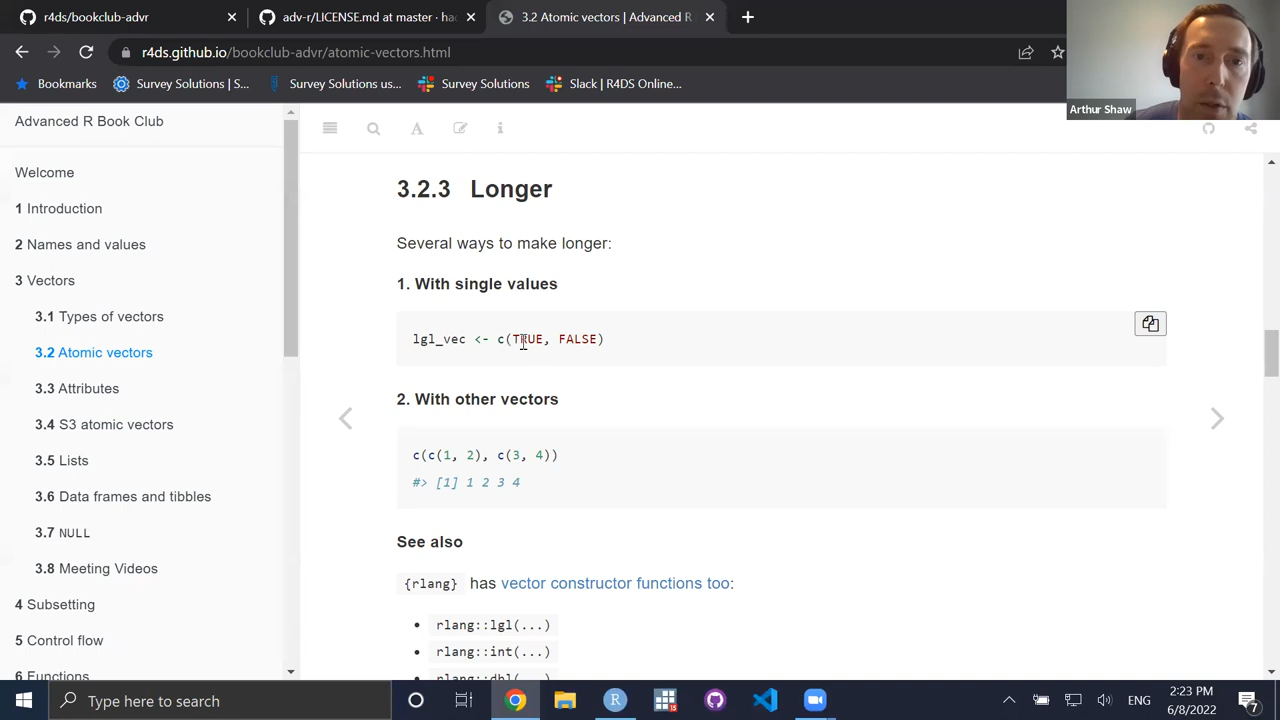 r4ds/bookclub-advr
adv-r/LICENSE.md at master · ha
3.2 Atomic vectors | Advanced R
r4ds.github.io/bookclub-advr/atomic-vectors.html
Bookmarks
Survey Solutions | S...
Survey Solutions us...
Survey Solutions
Slack | R4DS Onlin...
Arthur Shaw
Advanced R Book Club
Welcome
1 Introduction
2 Names and values
3 Vectors
3.1 Types of vectors
3.2 Atomic vectors
3.3 Attributes
3.4 S3 atomic vectors
3.5 Lists
3.6 Data frames and tibbles
3.7 NULL
3.8 Meeting Videos
4 Subsetting
5 Control flow
6 Functions
3.2.3 Longer
Several ways to make longer:
1. With single values
lgl_vec <- c(TRUE, FALSE)
2. With other vectors
c(c(1, 2), c(3, 4))
#> [1] 1 2 3 4
See also
{rlang} has vector constructor functions too:
rlang::lgl(...)
rlang::int(...)
rlang::dbl(...)
Type here to search
ENG
2:23 PM
6/8/2022
7